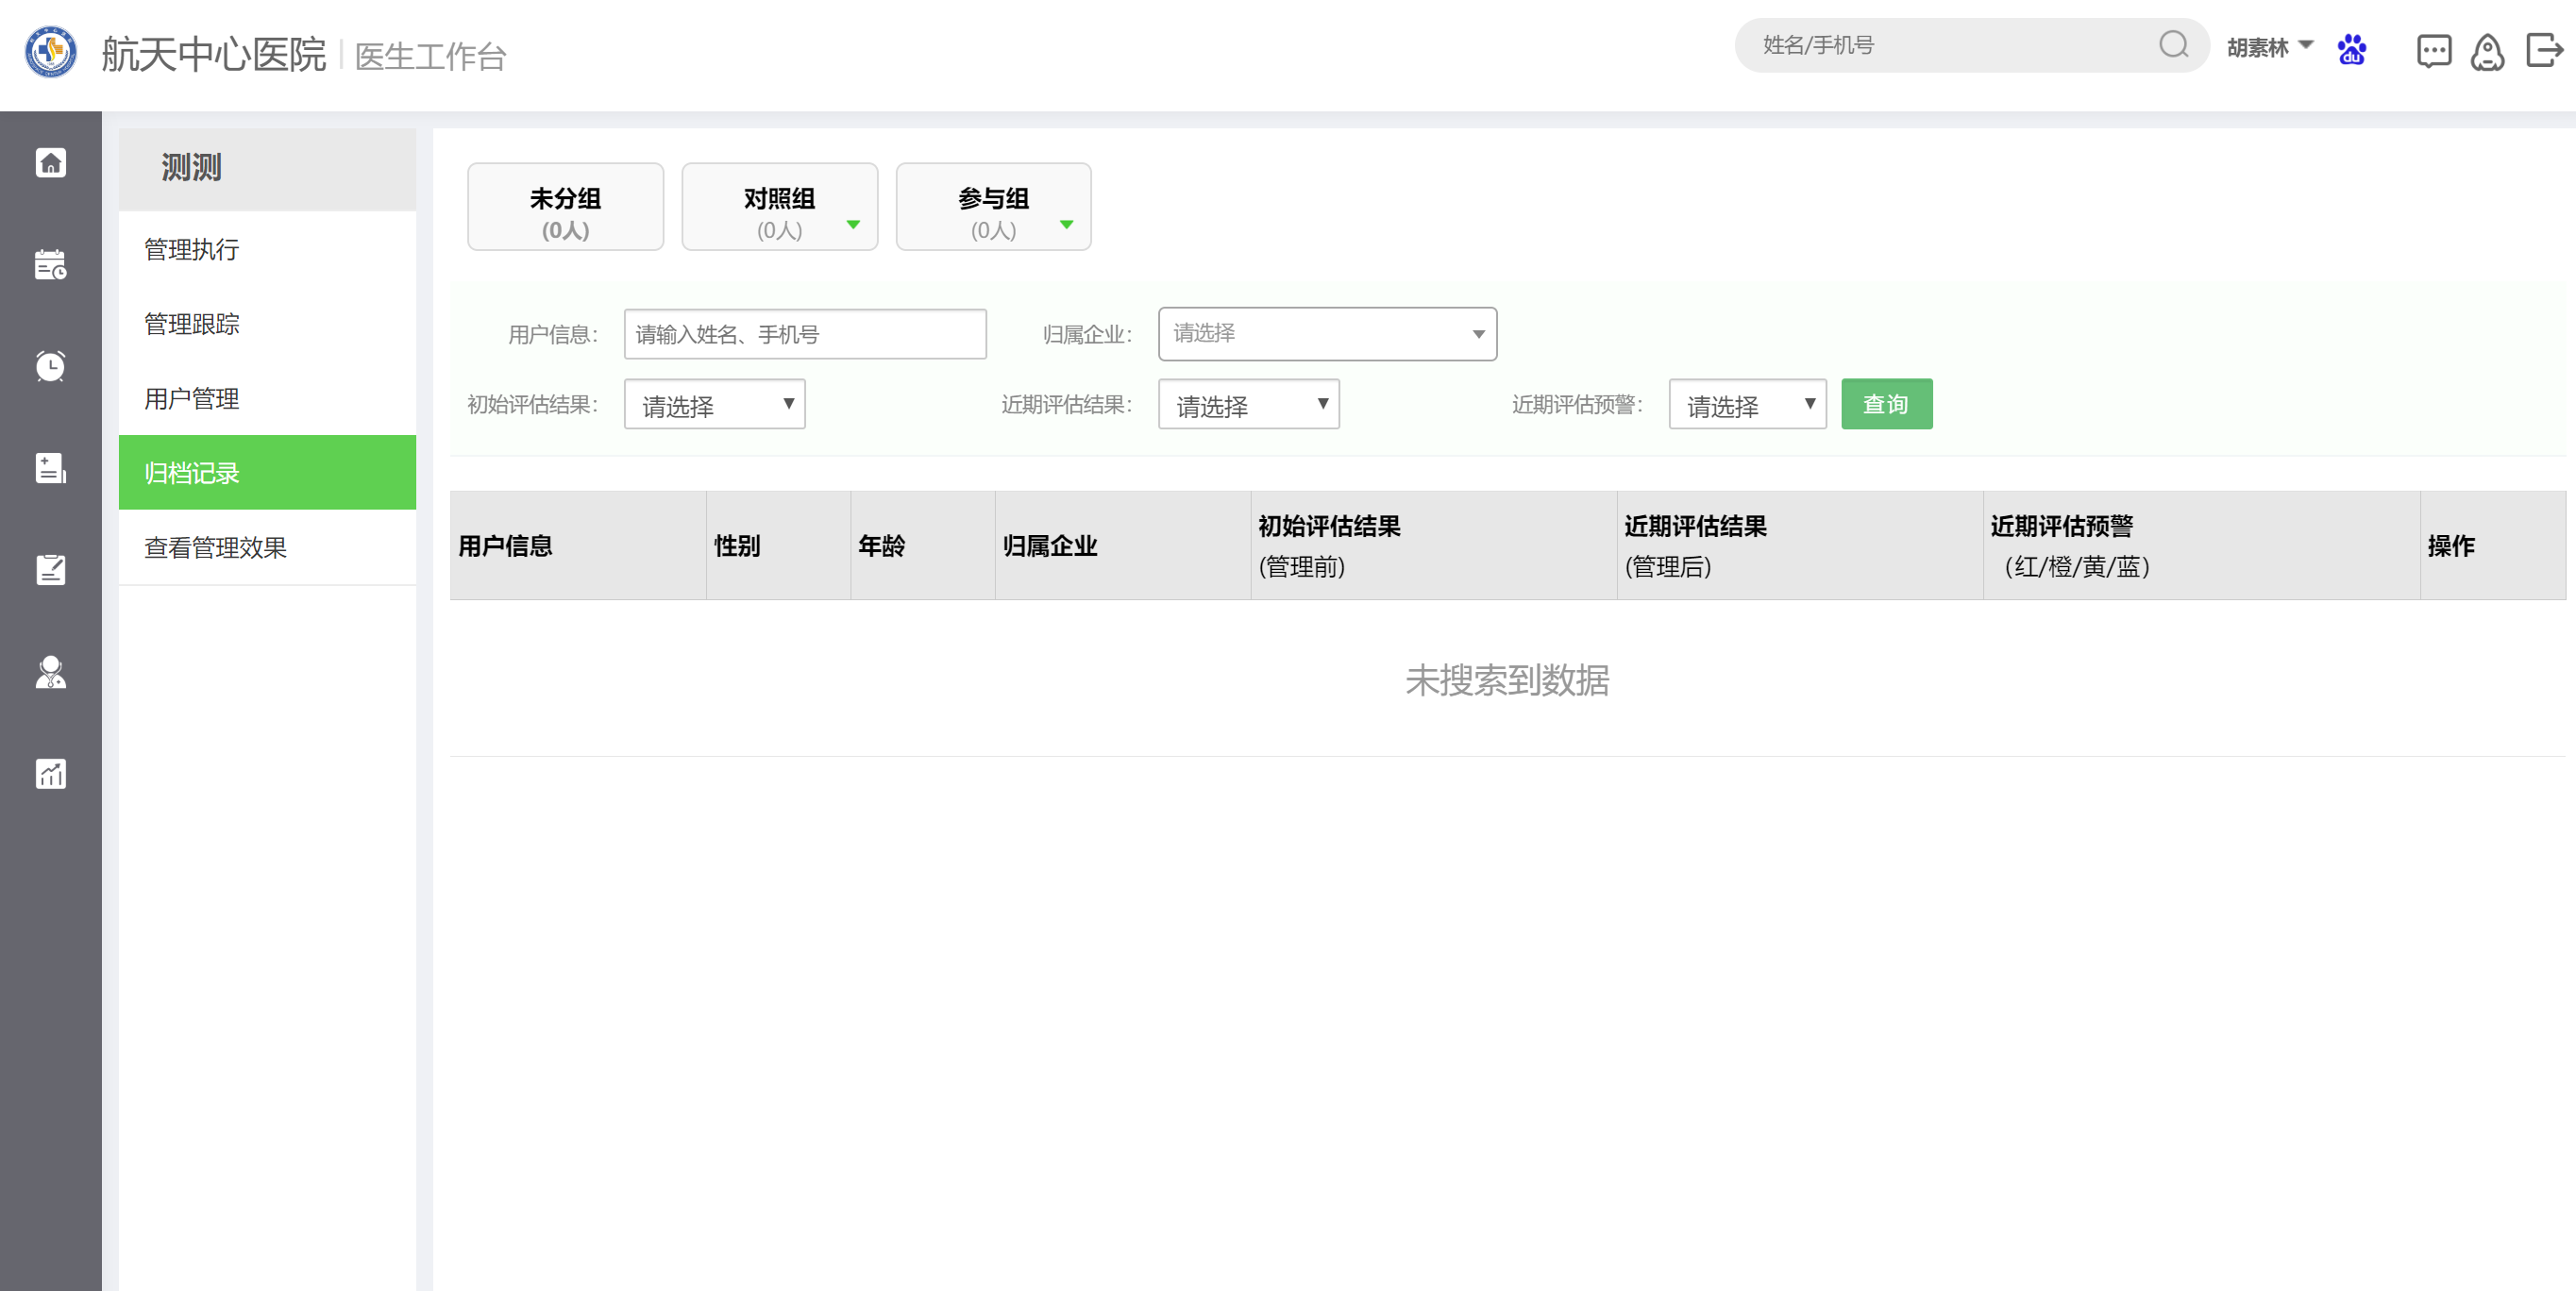 航天中心医院 医生工作台
姓名/手机号
胡素林
du
测测
管理执行
管理跟踪
用户管理
归档记录
查看管理效果
未分组
(0人)
对照组
(0人)
参与组
(0人)
用户信息：
请输入姓名、手机号
归属企业：
请选择
初始评估结果：
请选择
近期评估结果：
请选择
近期评估预警：
请选择
查询
用户信息
性别
年龄
归属企业
初始评估结果
(管理前)
近期评估结果
(管理后)
近期评估预警
（红/橙/黄/蓝）
操作
未搜索到数据